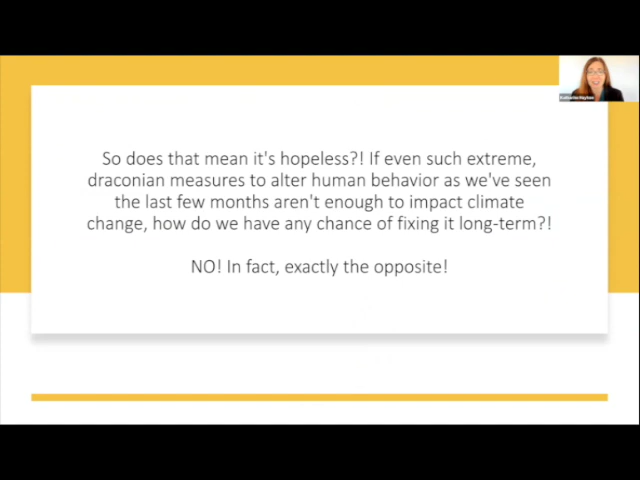 So does that mean it's hopeless?! If even such extreme,
draconian measures to alter human behavior as we've seen
the last few months aren't enough to impact climate
change, how do we have any chance of fixing it long-term?!
NO! In fact, exactly the opposite!